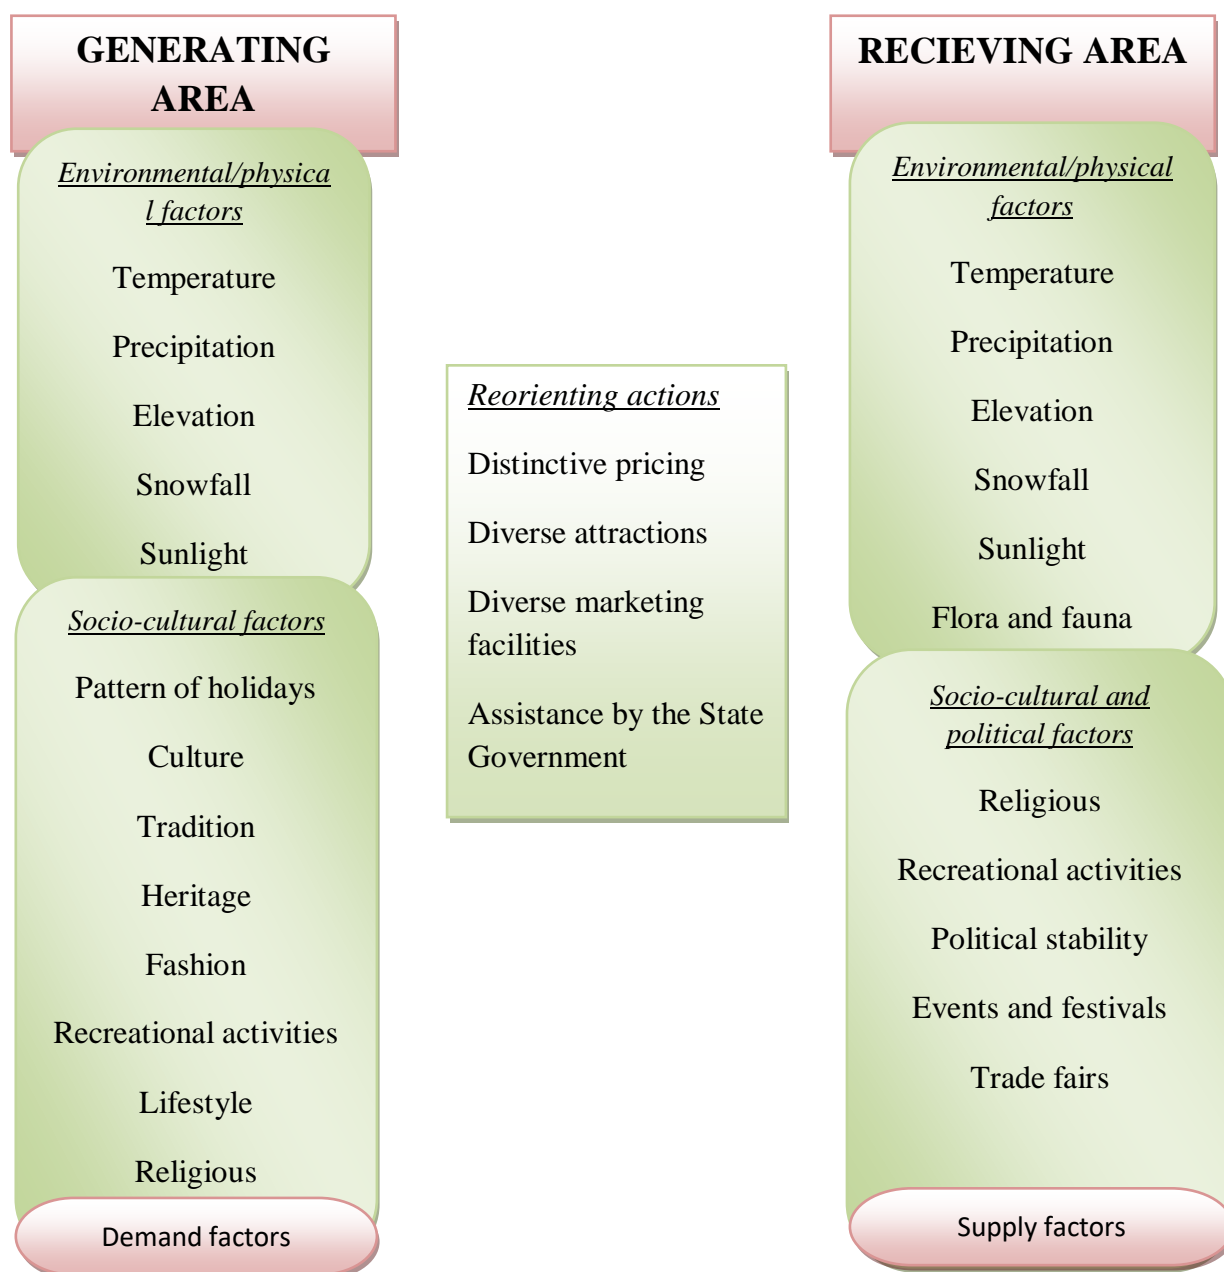 GENERATING
AREA
Environmental/physica
l factors
Temperature
Precipitation
Elevation
Snowfall
Sunlight
Socio-cultural factors
Pattern of holidays
Culture
Tradition
Heritage
Fashion
Recreational activities
Lifestyle
Religious
Demand factors
Reorienting actions
Distinctive pricing
Diverse attractions
Diverse marketing
facilities
Assistance by the State
Government
RECIEVING AREA
Environmental/physical
factors
Temperature
Precipitation
Elevation
Snowfall
Sunlight
Flora and fauna
Socio-cultural and
political factors
Religious
Recreational activities
Political stability
Events and festivals
Trade fairs
Supply factors